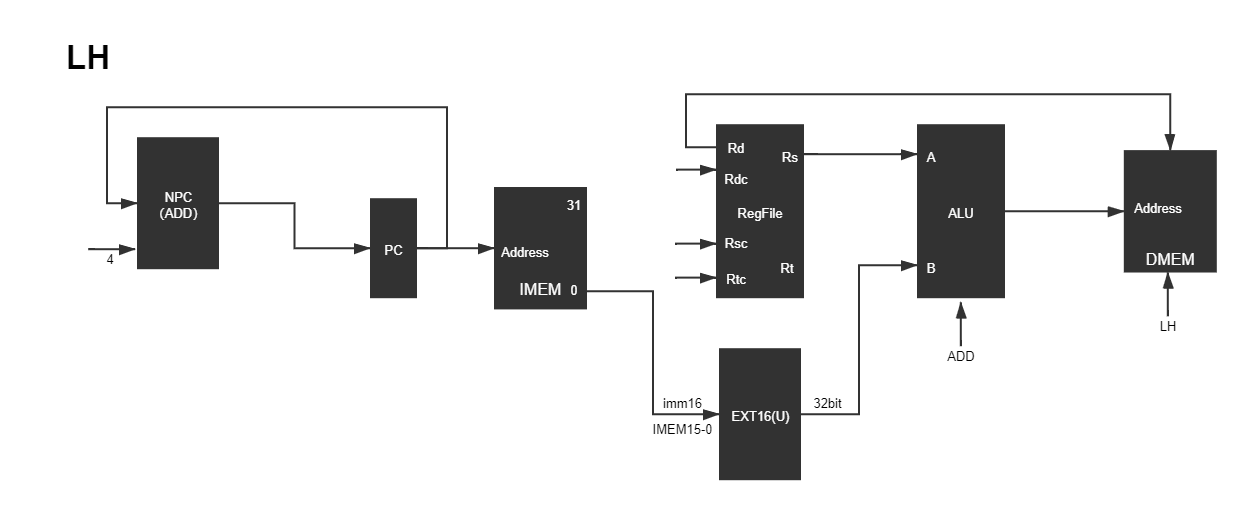 LH
NPC
(ADD)
4
PC
31
Address
IMEM 0
Rd
Rs
Rdc
RegFile
Rsc
Rt
Rtc
A
ALU
B
ADD
Address
DMEM
LH
imm16
IMEM15-0
EXT16(U)
32bit